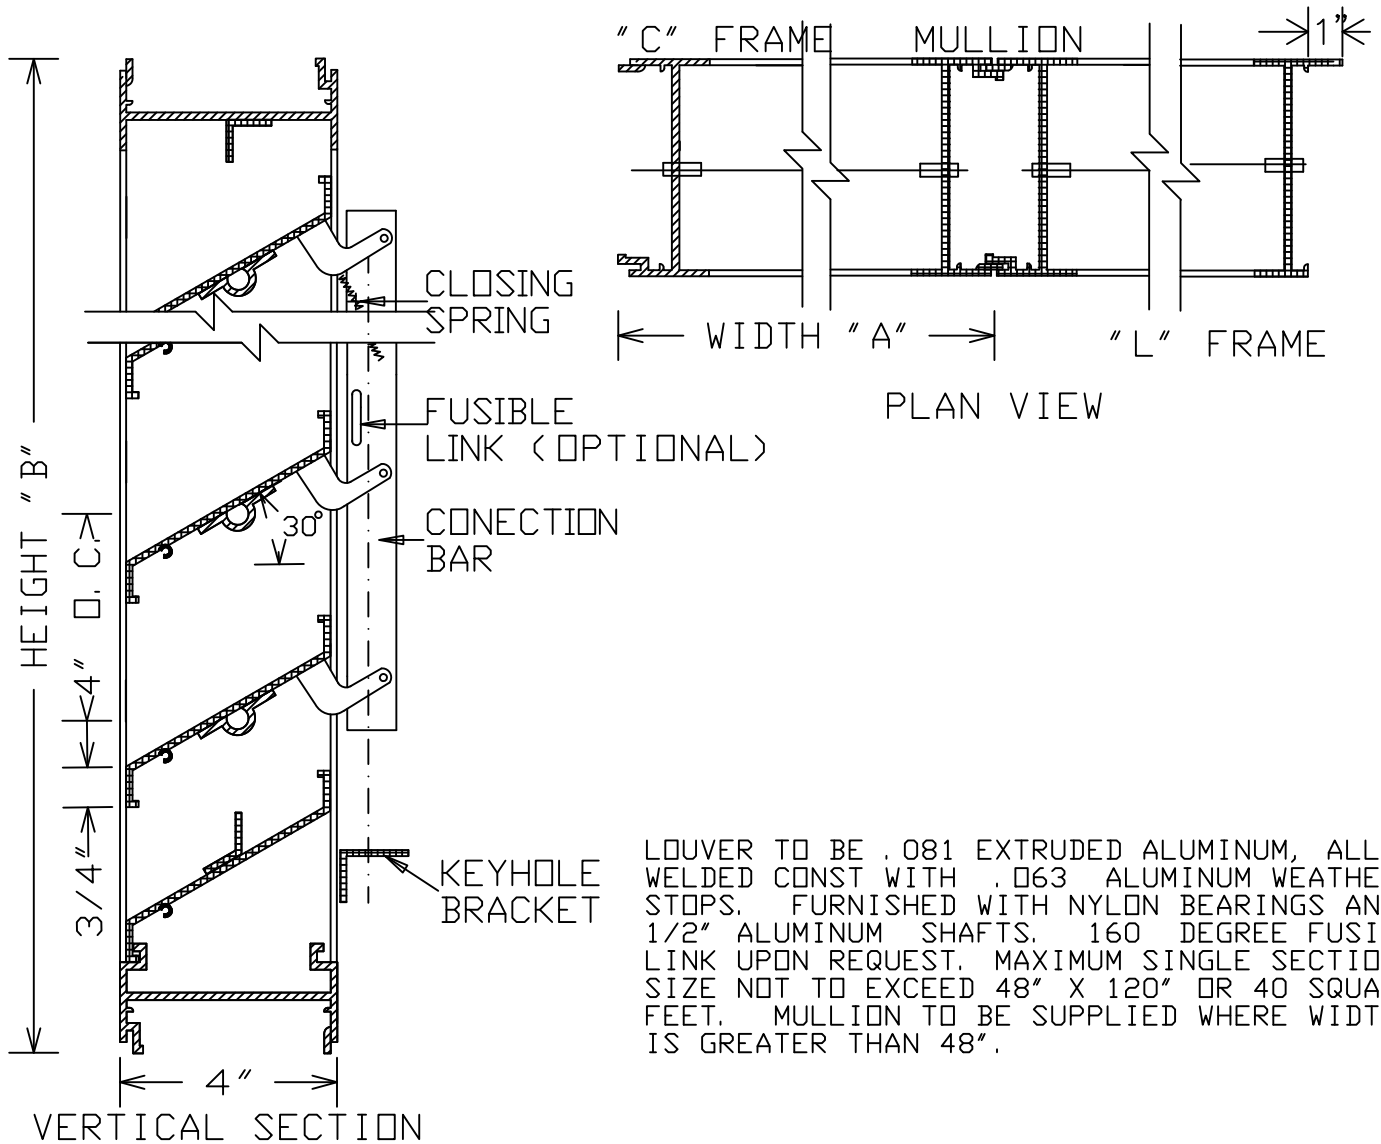 "C" FRAME MULLION 1"
CLOSING
SPRING
WIDTH "A"
"L" FRAME
PLAN VIEW
FUSIBLE
LINK (OPTIONAL)
HEIGHT "B"
4" O.C.
30°
CONECTION
BAR
3/4"
KEYHOLE
BRACKET
LOUVER TO BE .081 EXTRUDED ALUMINUM, ALL
WELDED CONST WITH .063 ALUMINUM WEATHE
STOPS. FURNISHED WITH NYLON BEARINGS AN
1/2" ALUMINUM SHAFTS. 160 DEGREE FUSI
LINK UPON REQUEST. MAXIMUM SINGLE SECTIO
SIZE NOT TO EXCEED 48" X 120" OR 40 SQUA
FEET. MULLION TO BE SUPPLIED WHERE WIDT
IS GREATER THAN 48".
4"
VERTICAL SECTION